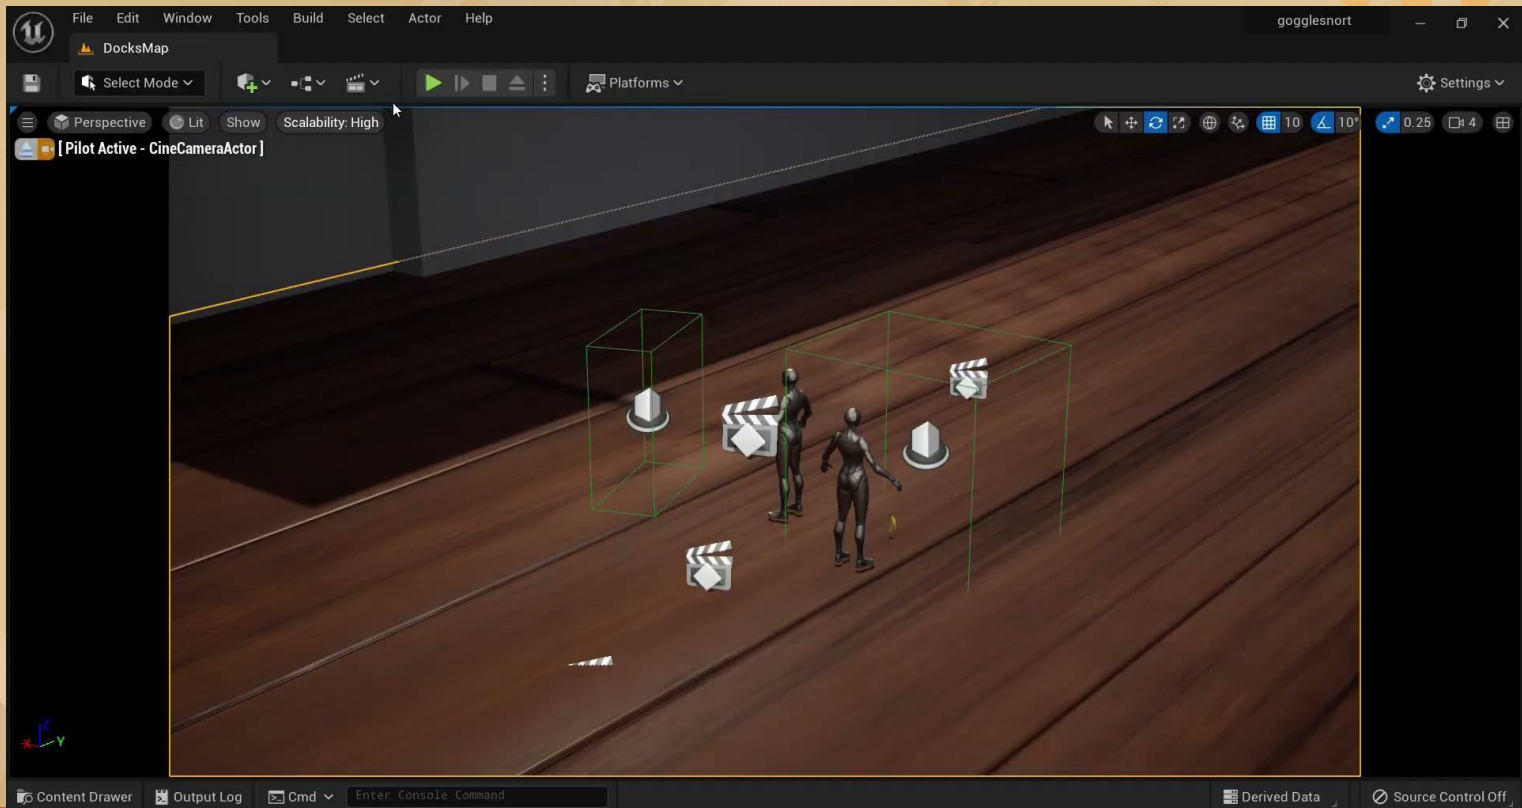 File Edit Window Tools Build Select Actor Help gogglesnort
DocksMap
Select Mode Platforms Settings
Perspective Lit Show Scalability: High 10 10° 0.25 4
[ Pilot Active - CineCameraActor ]
Z
X Y
Content Drawer Output Log Cmd Enter Console Command Derived Data Source Control Off